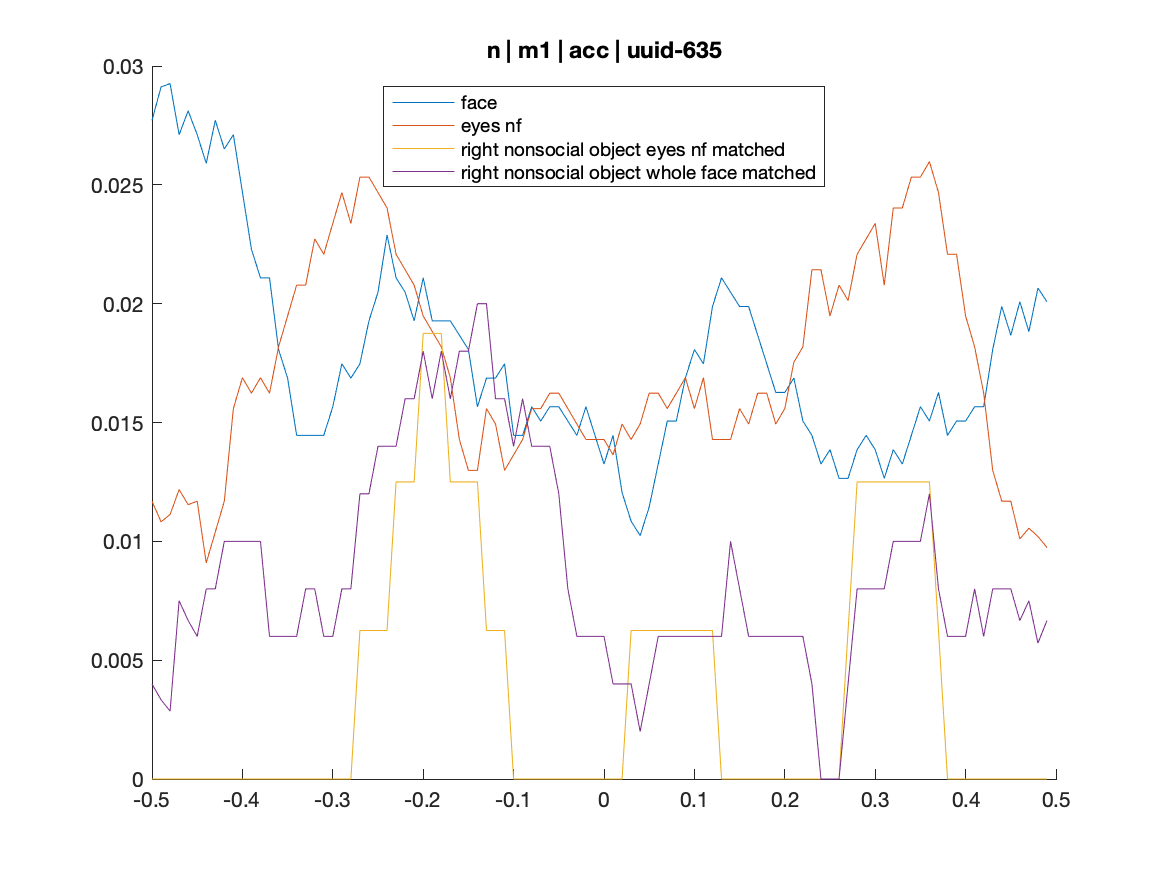 n | m1 | acc | uuid-635
0.03
face
eyes nf
right nonsocial object eyes nf matched
right nonsocial object whole face matched
0.025
0.02
0.015
0.01
0.005
0
-0.5 -0.4 -0.3 -0.2 -0.1 0 0.1 0.2 0.3 0.4 0.5